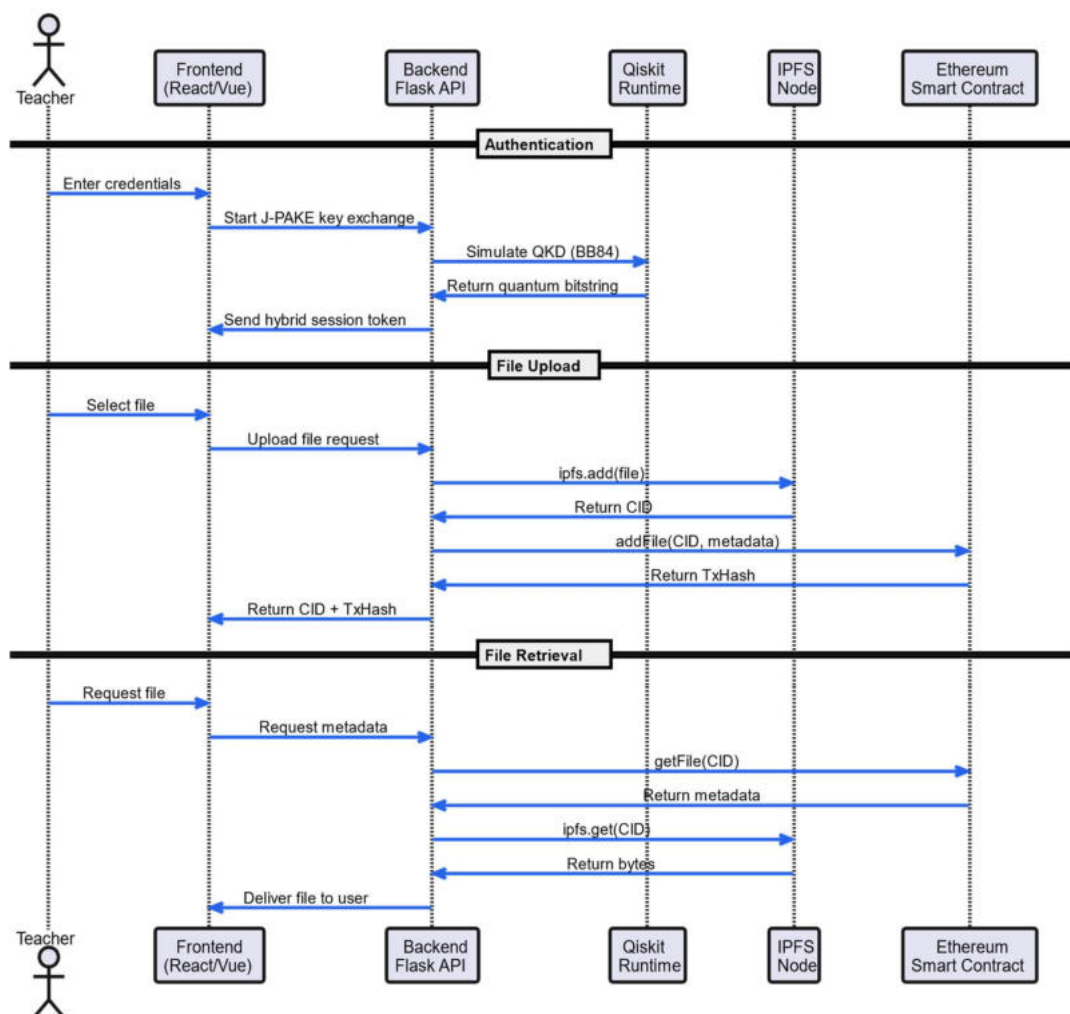 Teacher
Frontend
(React/Vue)
Backend
Flask API
Qiskit
Runtime
IPFS
Node
Ethereum
Smart Contract
Authentication
Enter credentials
Start J-PAKE key exchange
Simulate QKD (BB84)
Return quantum bitstring
Send hybrid session token
File Upload
Select file
Upload file request
ipfs.add(file)
Return CID
addFile(CID, metadata)
Return TxHash
Return CID + TxHash
File Retrieval
Request file
Request metadata
getFile(CID)
Return metadata
ipfs.get(CID)
Return bytes
Deliver file to user
Teacher
Frontend
(React/Vue)
Backend
Flask API
Qiskit
Runtime
IPFS
Node
Ethereum
Smart Contract